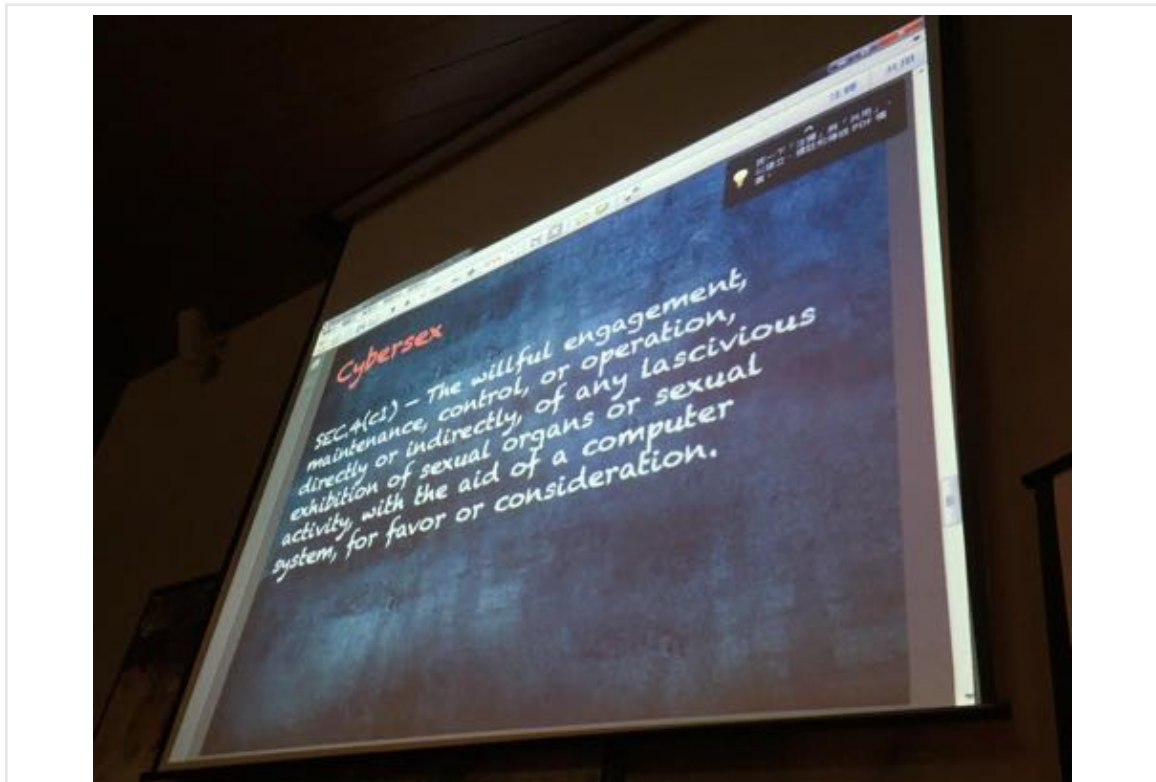 Cybersex
SEC.4(c1) – The willful engagement,
maintenance, control, or operation,
directly or indirectly, of any lascivious
exhibition of sexual organs or sexual
activity, with the aid of a computer
system, for favor or consideration.